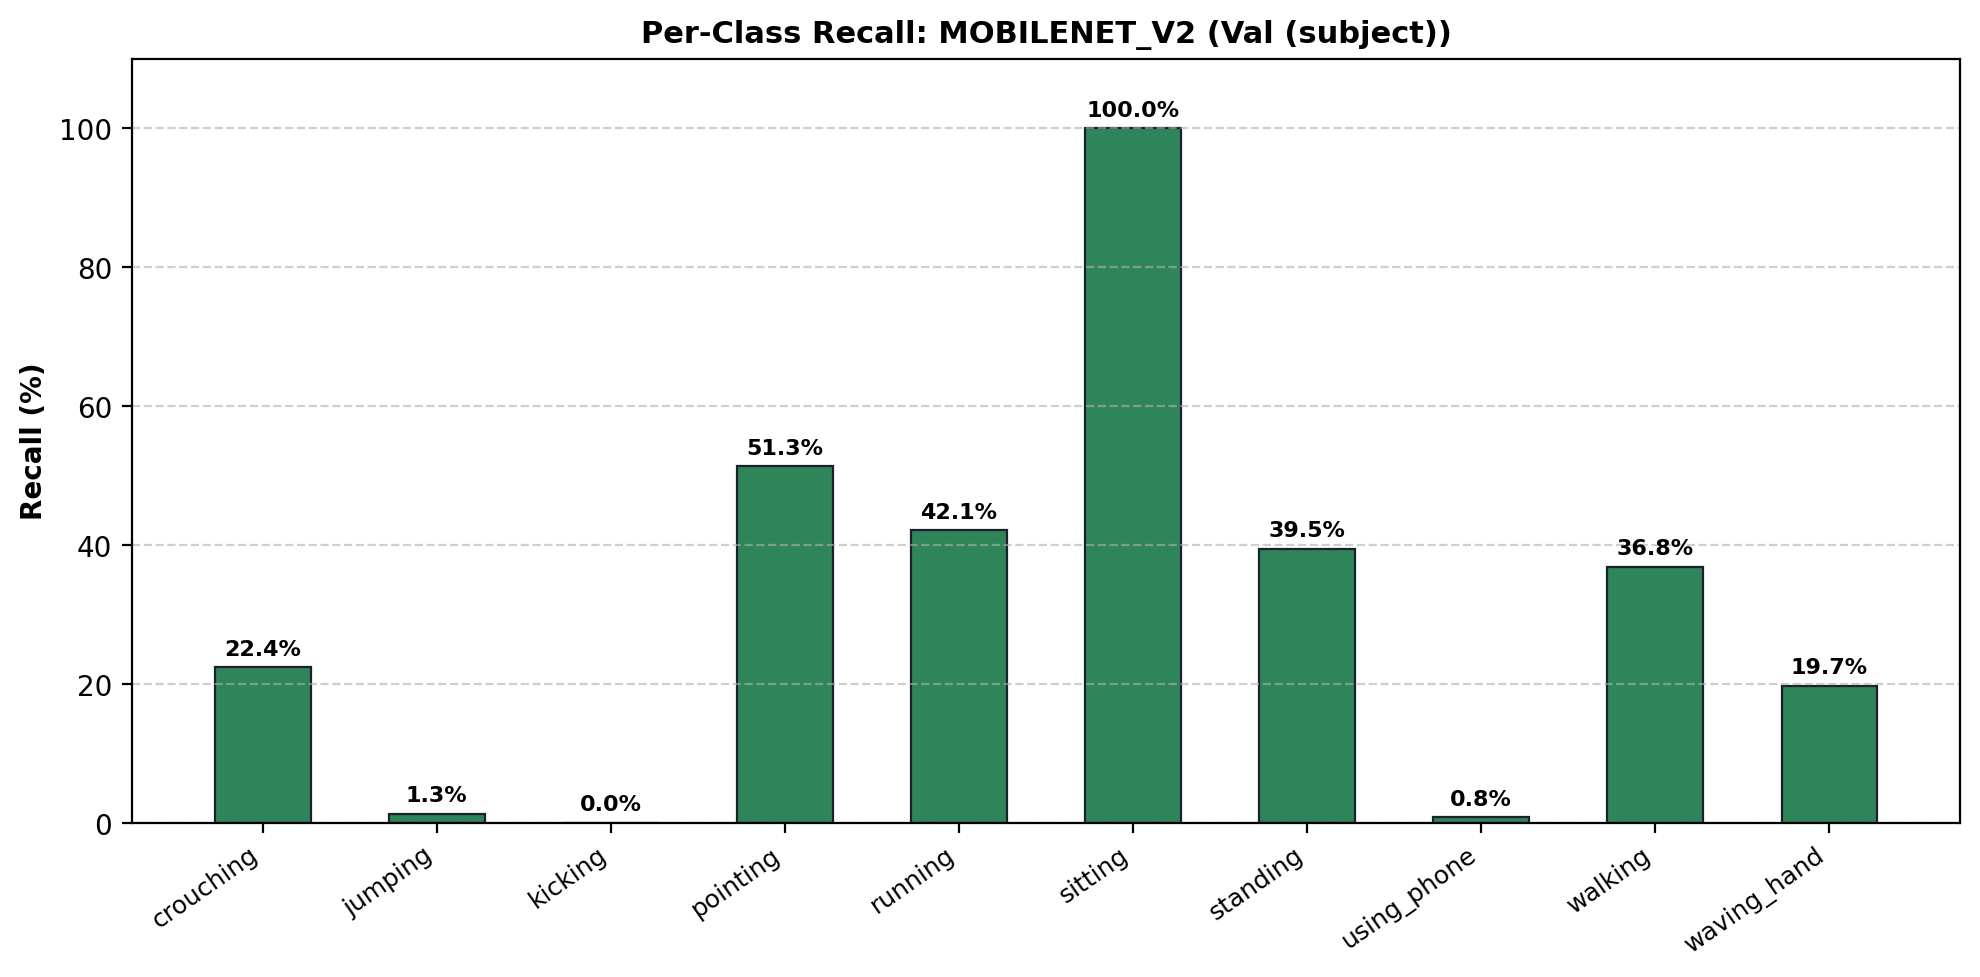 Per-Class Recall: MOBILENET_V2 (Val (subject))
Recall (%)
100
80
60
40
20
0
22.4%
1.3%
0.0%
51.3%
42.1%
100.0%
39.5%
0.8%
36.8%
19.7%
crouching
jumping
kicking
pointing
running
sitting
standing
using_phone
walking
waving_hand